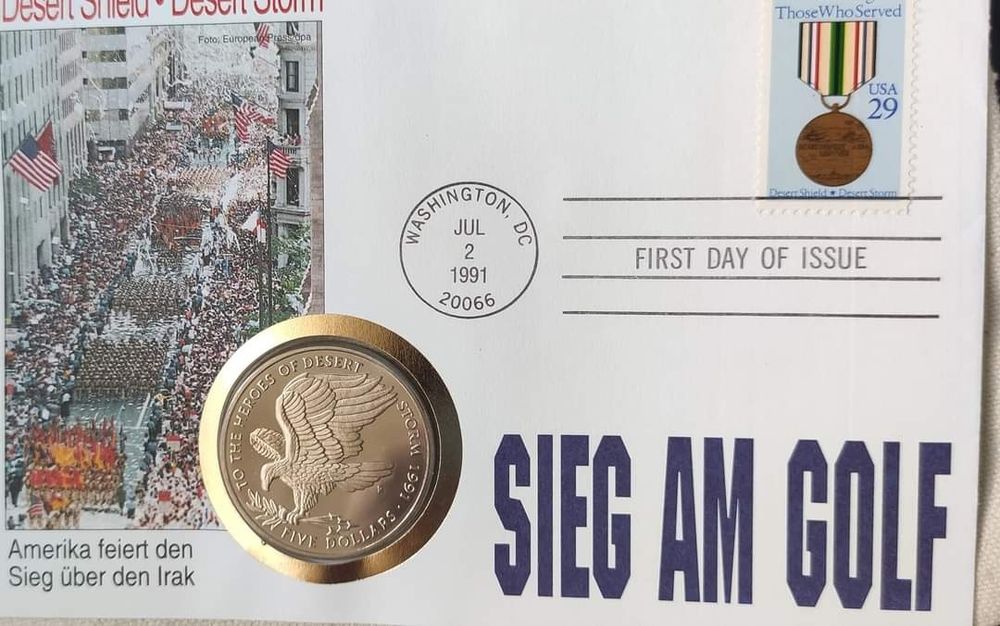 Desert Shield • Desert Storm
Foto: European Press/dpa
Those Who Served
USA
29
Desert Shield ★ Desert Storm
WASHINGTON, DC
JUL
2
1991
20066
FIRST DAY OF ISSUE
TO THE HEROES OF DESERT STORM 1991 •
FIVE DOLLARS •
SIEG AM GOLF
Amerika feiert den
Sieg über den Irak